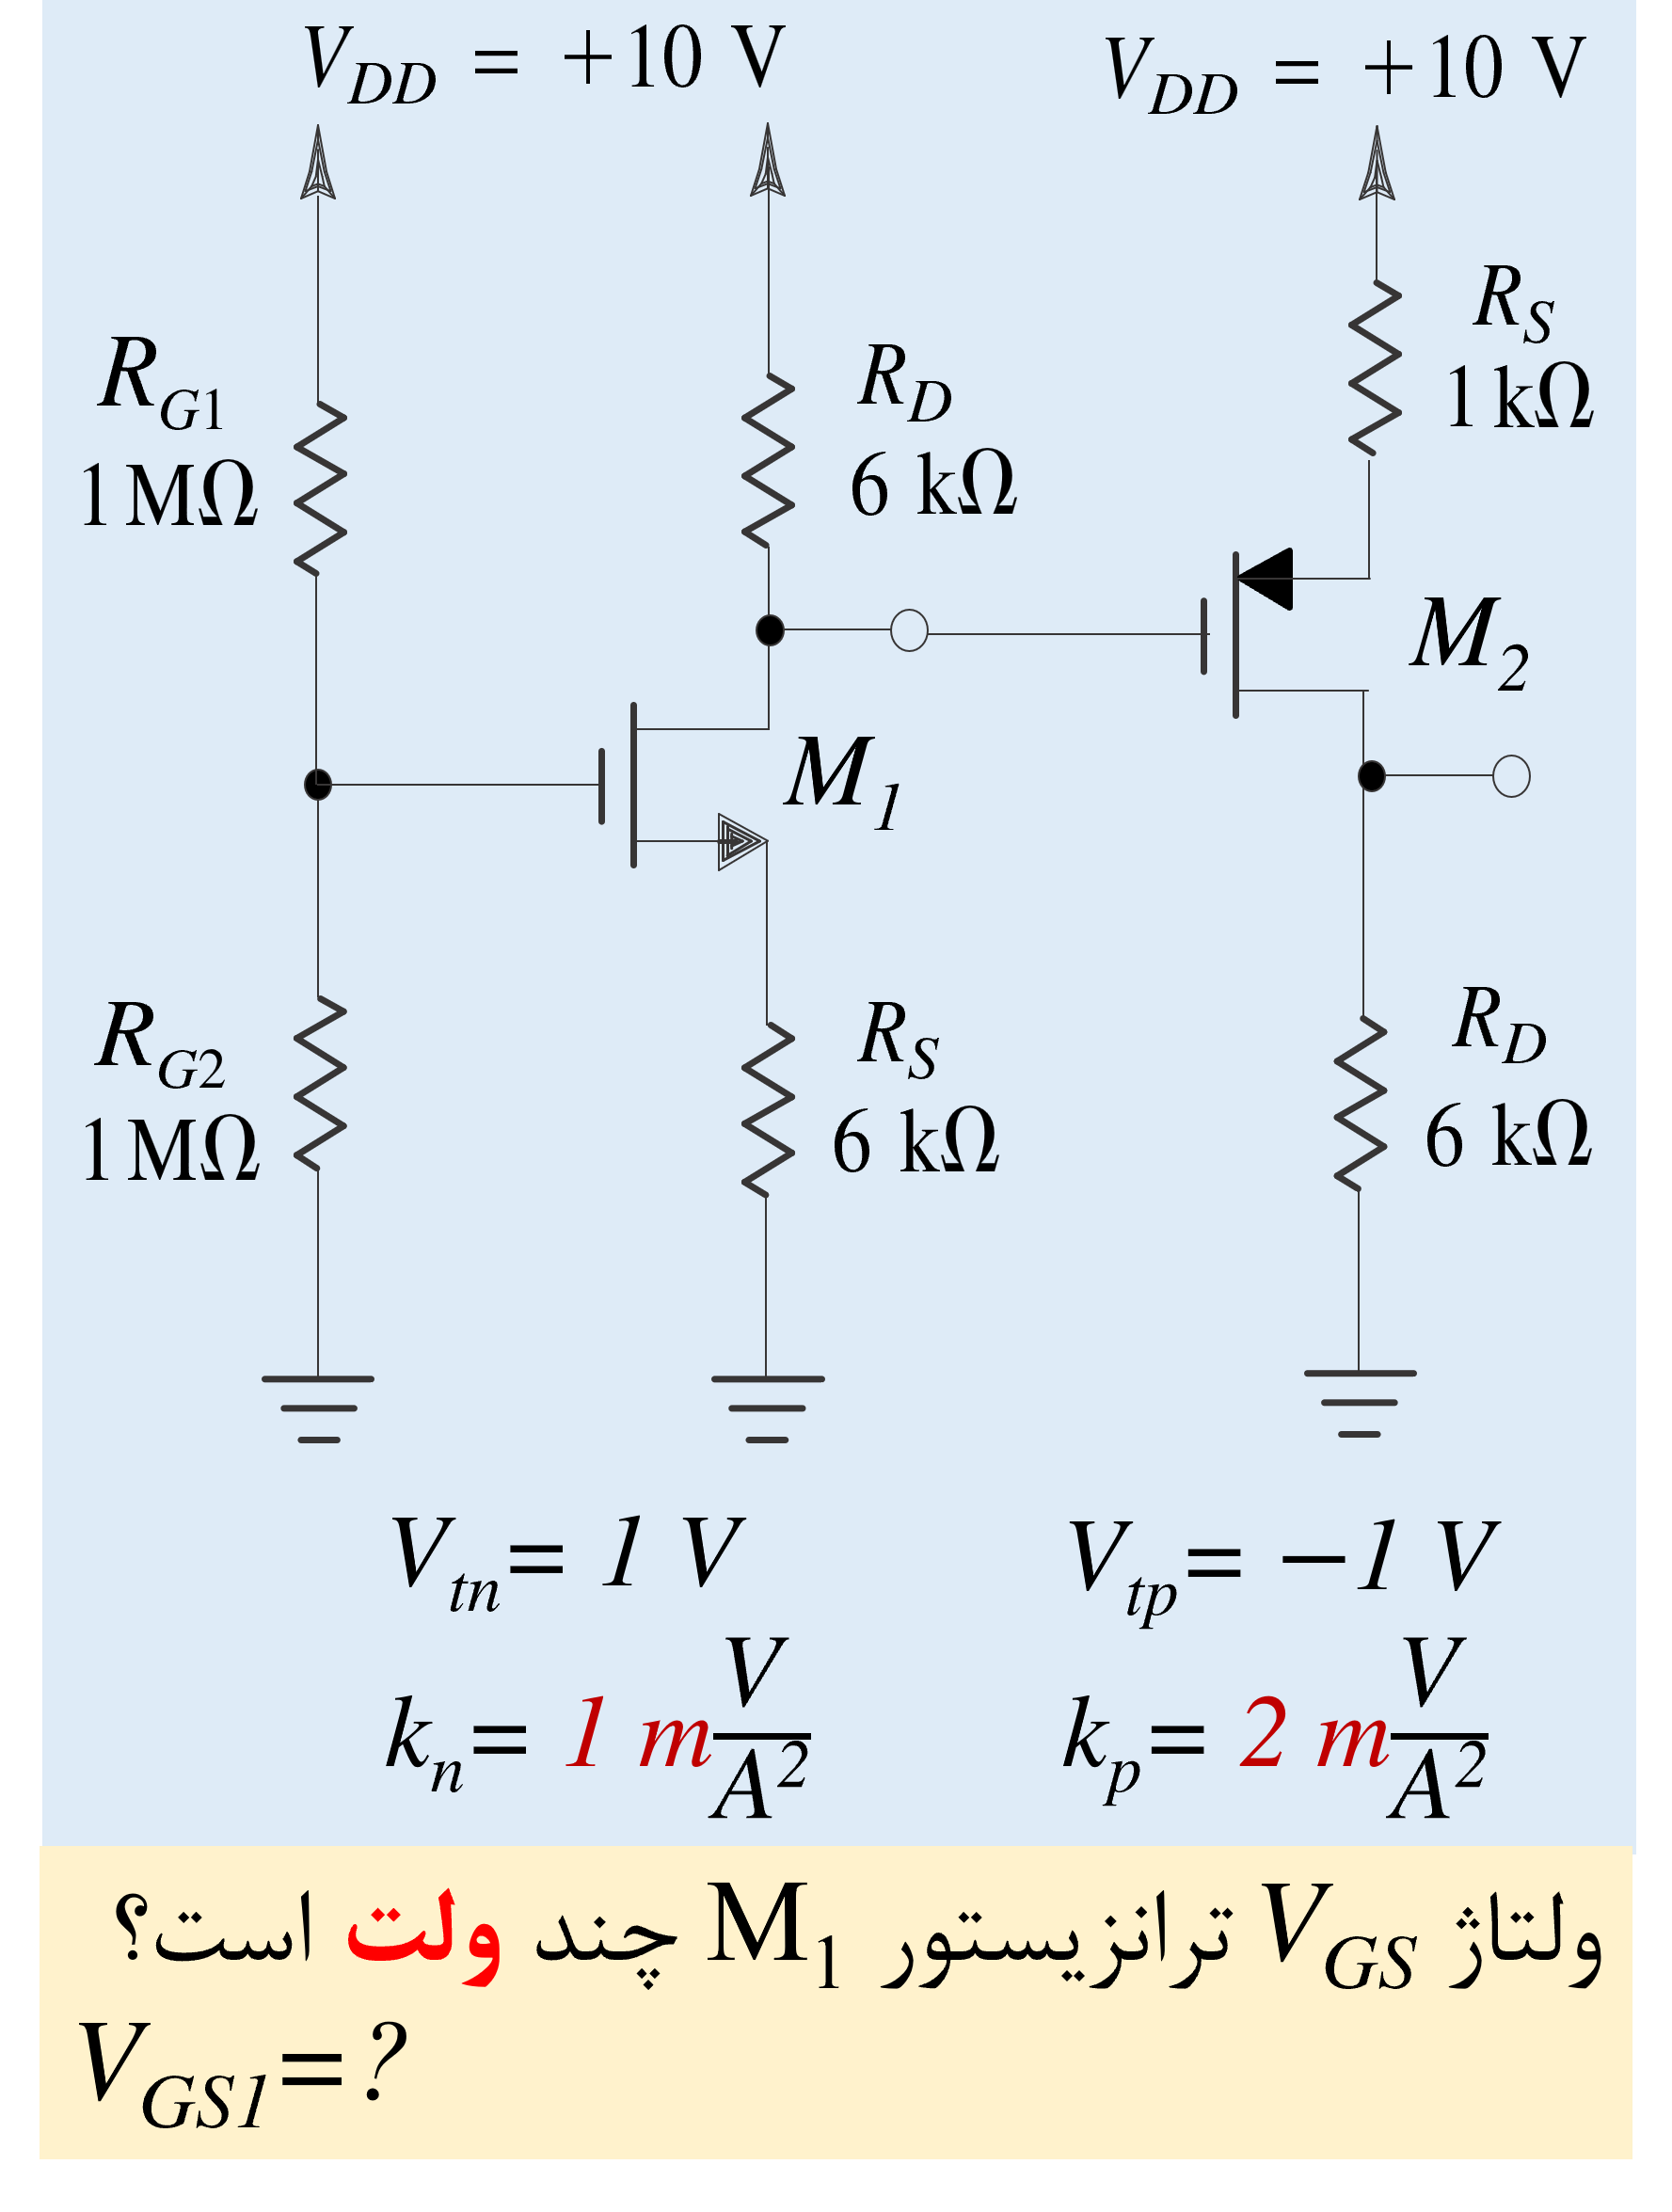 V_DD = +10 V
V_DD = +10 V
R_G1
1 MΩ
R_D
6 kΩ
R_S
1 kΩ
M_2
M_1
R_G2
1 MΩ
R_S
6 kΩ
R_D
6 kΩ
V_tn= 1 V
V_tp= −1 V
k_n= 1 m V/A²
k_p= 2 m V/A²
ولتاژ V_GS ترانزیستور M_1 چند ولت است؟
V_GS1=?